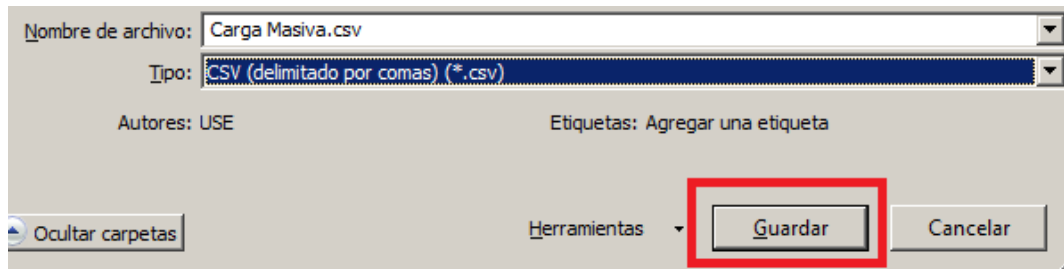 Nombre de archivo: Carga Masiva.csv
Tipo: CSV (delimitado por comas) (*.csv)
Autores: USE Etiquetas: Agregar una etiqueta
Ocultar carpetas Herramientas Guardar Cancelar